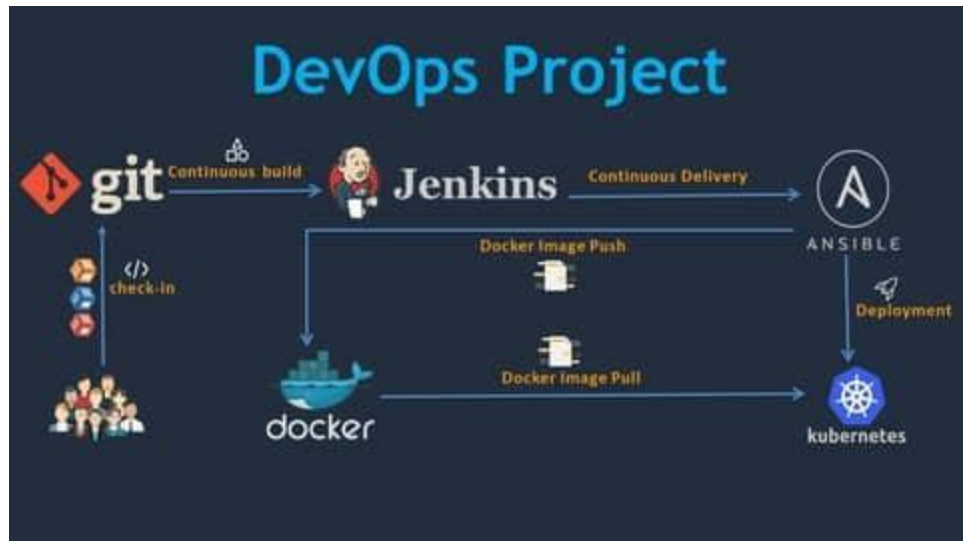 DevOps Project
git
Continuous build
Jenkins
Continuous Delivery
ANSIBLE
Docker Image Push
</>
check-in
Deployment
Docker Image Pull
docker
kubernetes